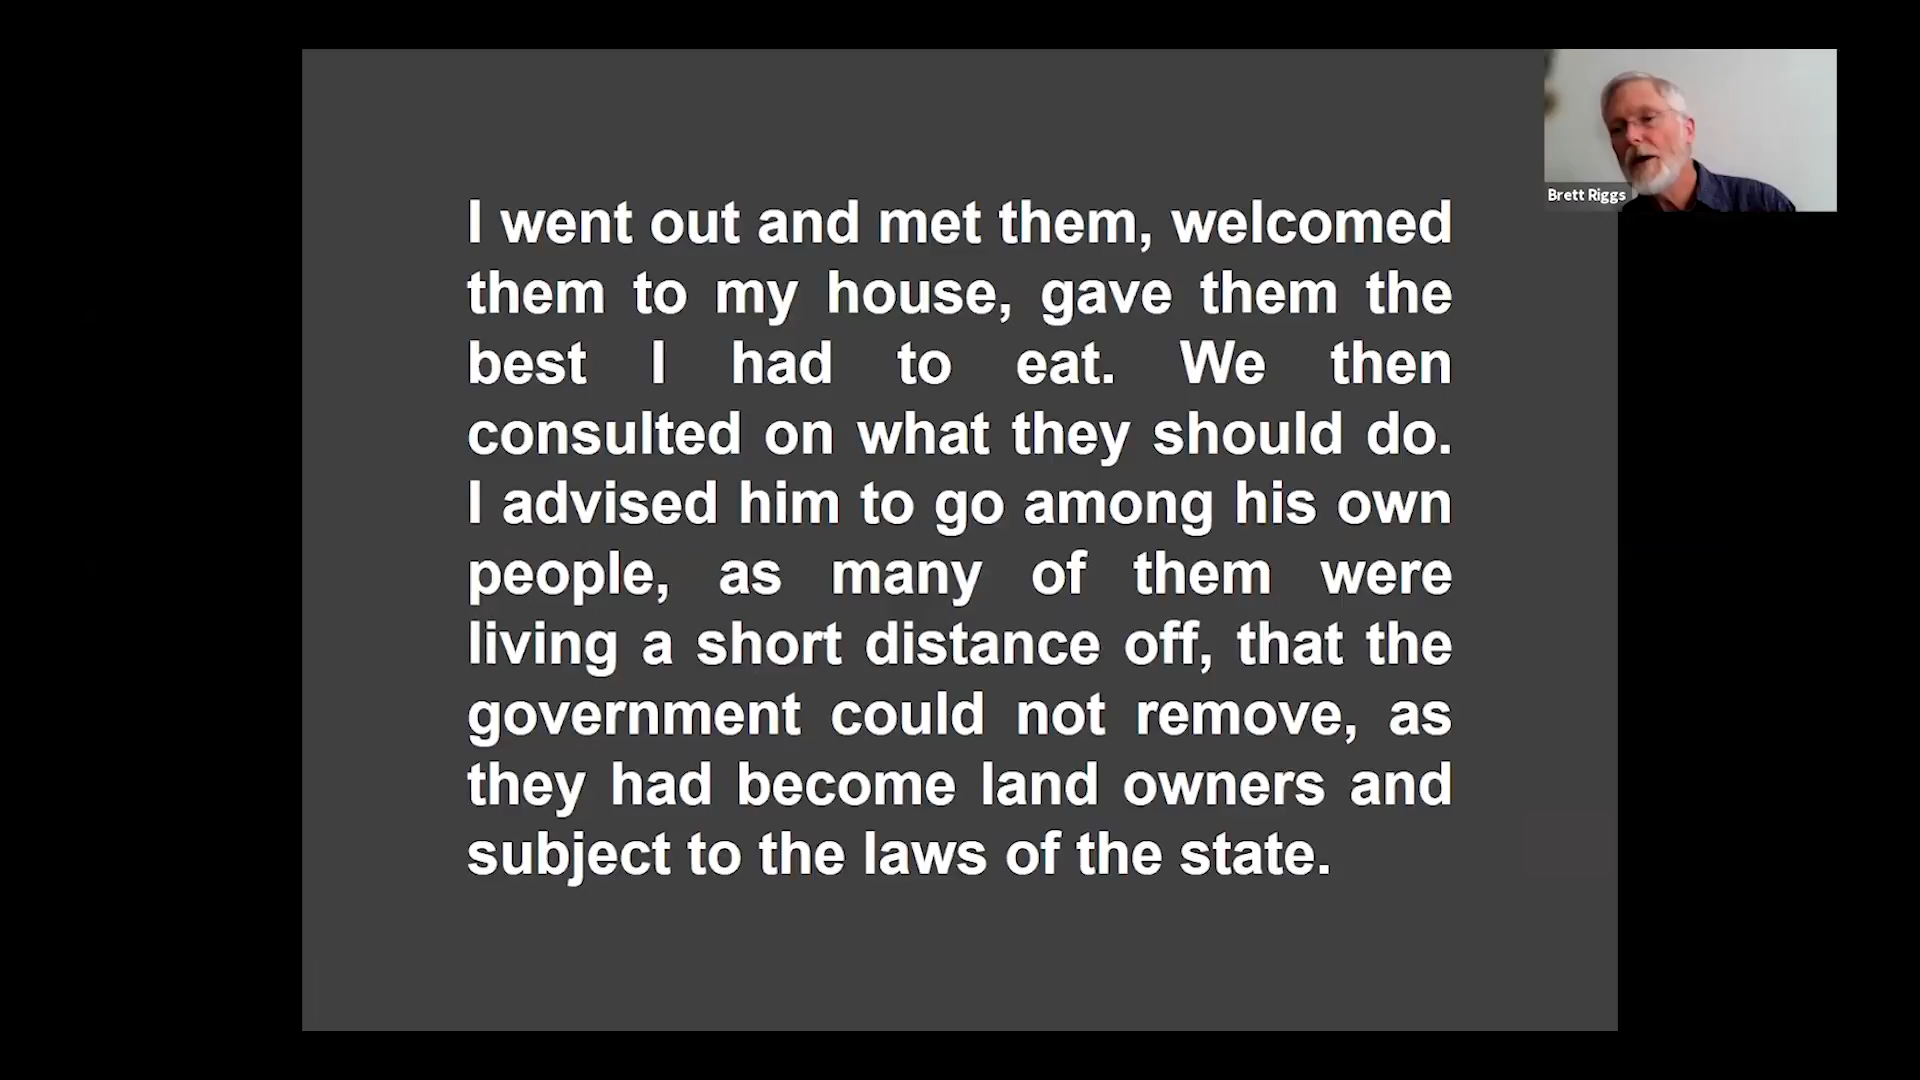 I went out and met them, welcomed
them to my house, gave them the
best I had to eat. We then
consulted on what they should do.
I advised him to go among his own
people, as many of them were
living a short distance off, that the
government could not remove, as
they had become land owners and
subject to the laws of the state.
Brett Riggs